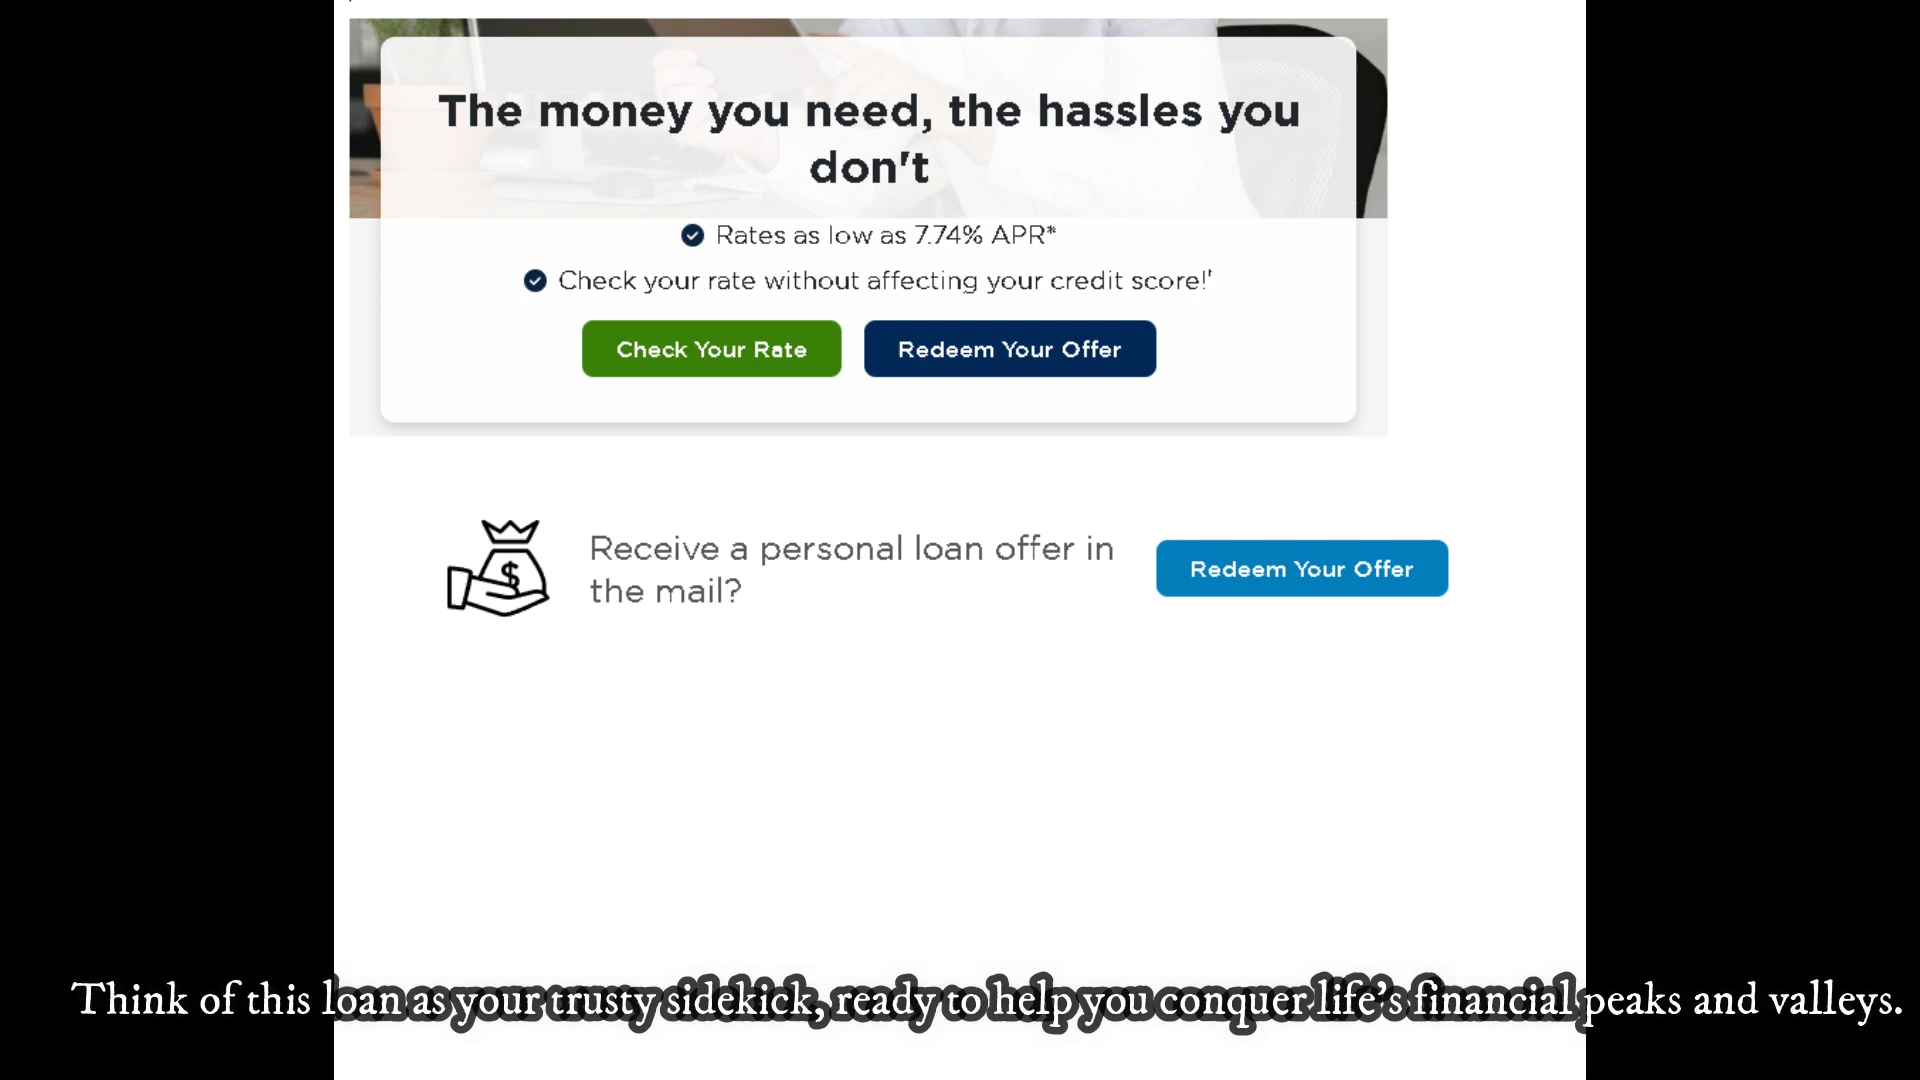 The money you need, the hassles you
don't
Rates as low as 7.74% APR*
Check your rate without affecting your credit score!'
Check Your Rate
Redeem Your Offer
$
Receive a personal loan offer in
the mail?
Redeem Your Offer
Think of this loan as your trusty sidekick, ready to help you conquer life's financial peaks and valleys.